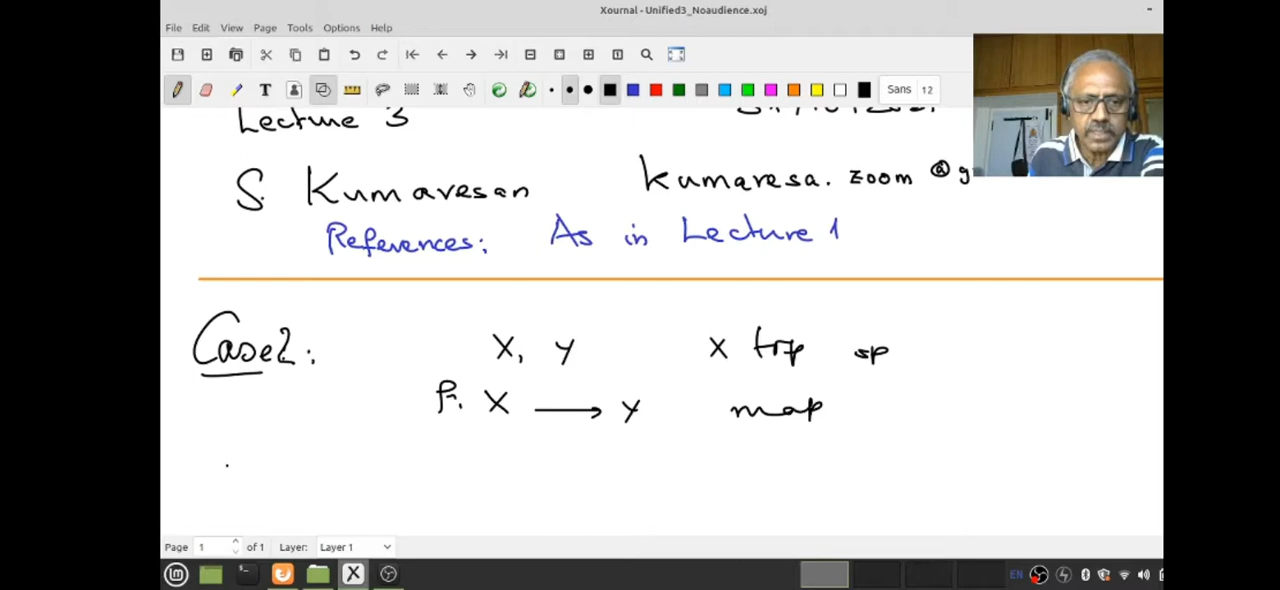 Xournal - Unified3_Noaudience.xoj
File Edit View Page Tools Options Help
T Sans 12
Lecture 3
S. Kumaresan kumaresa. zoom @g
References: As in Lecture 1
Case 2: X, Y X top sp
X → Y map
Page 1 of 1 Layer: Layer 1
EN